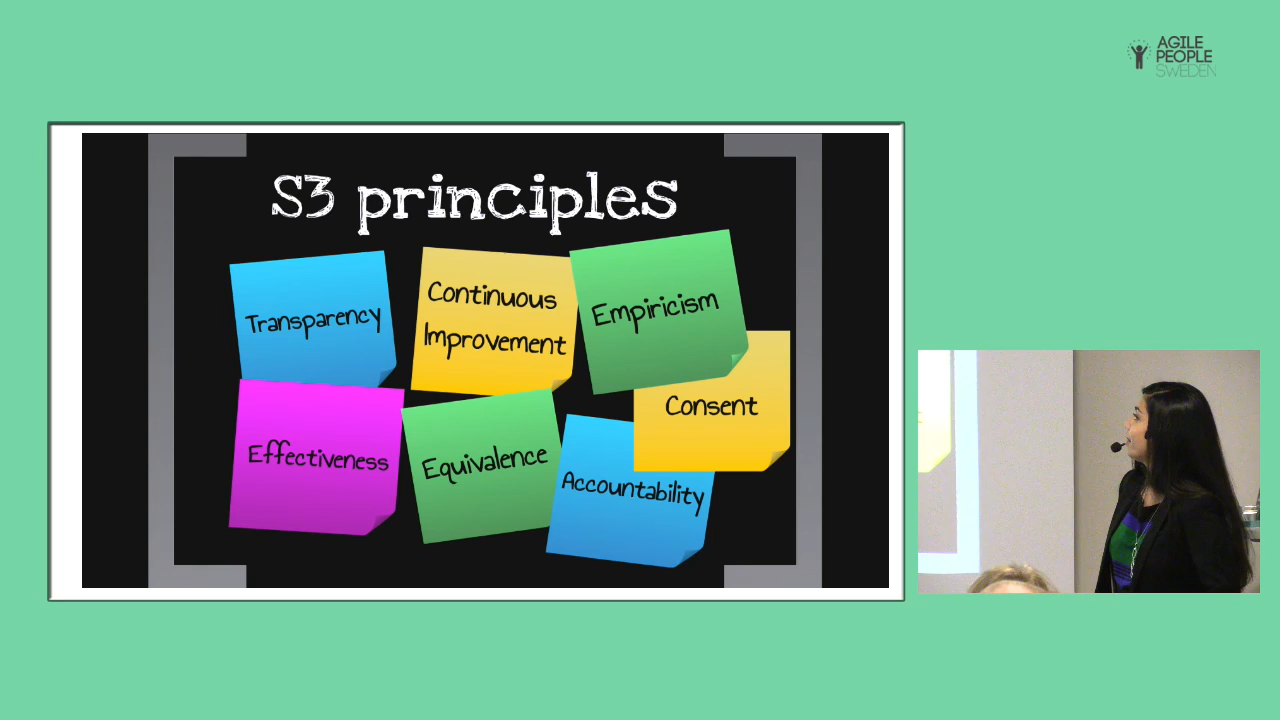 AGILE
PEOPLE
SWEDEN
S3 principles
Transparency
Continuous
Improvement
Empiricism
Consent
Effectiveness
Equivalence
Accountability